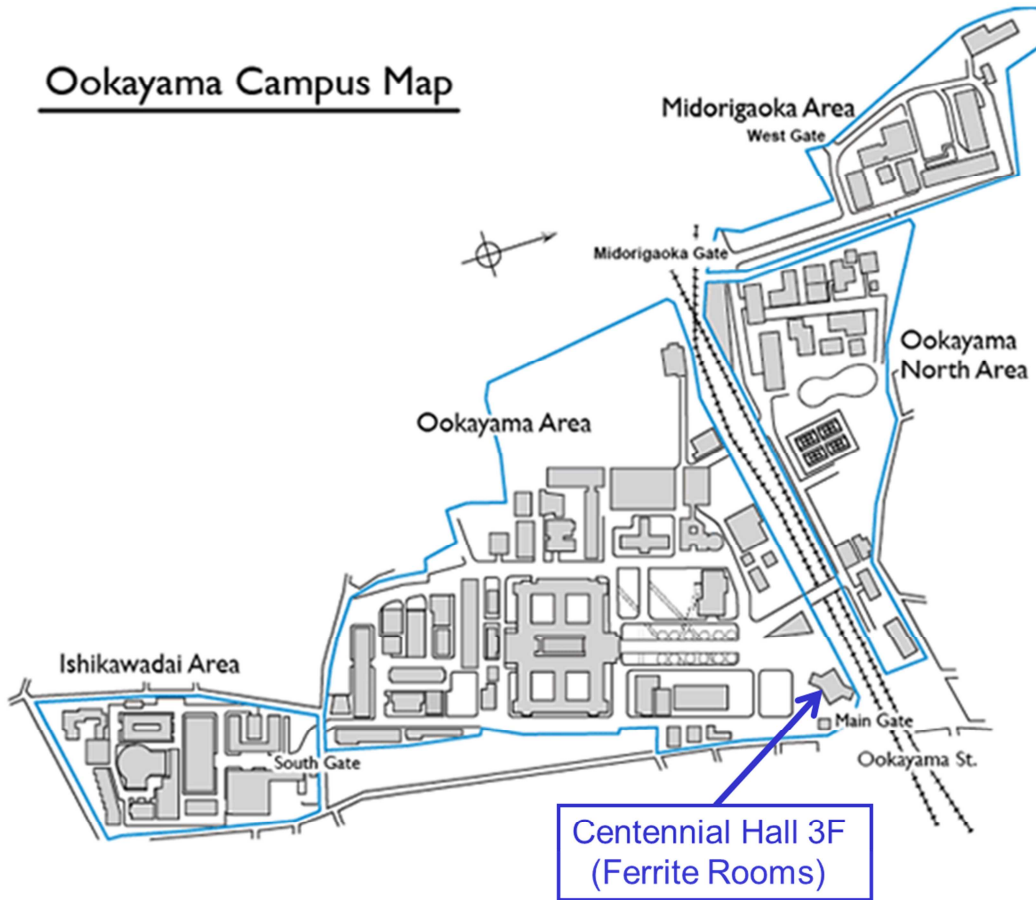 Ookayama Campus Map
Midorigaoka Area
West Gate
Midorigaoka Gate
Ookayama
North Area
Ookayama Area
Ishikawadai Area
South Gate
Main Gate
Ookayama St.
Centennial Hall 3F
(Ferrite Rooms)